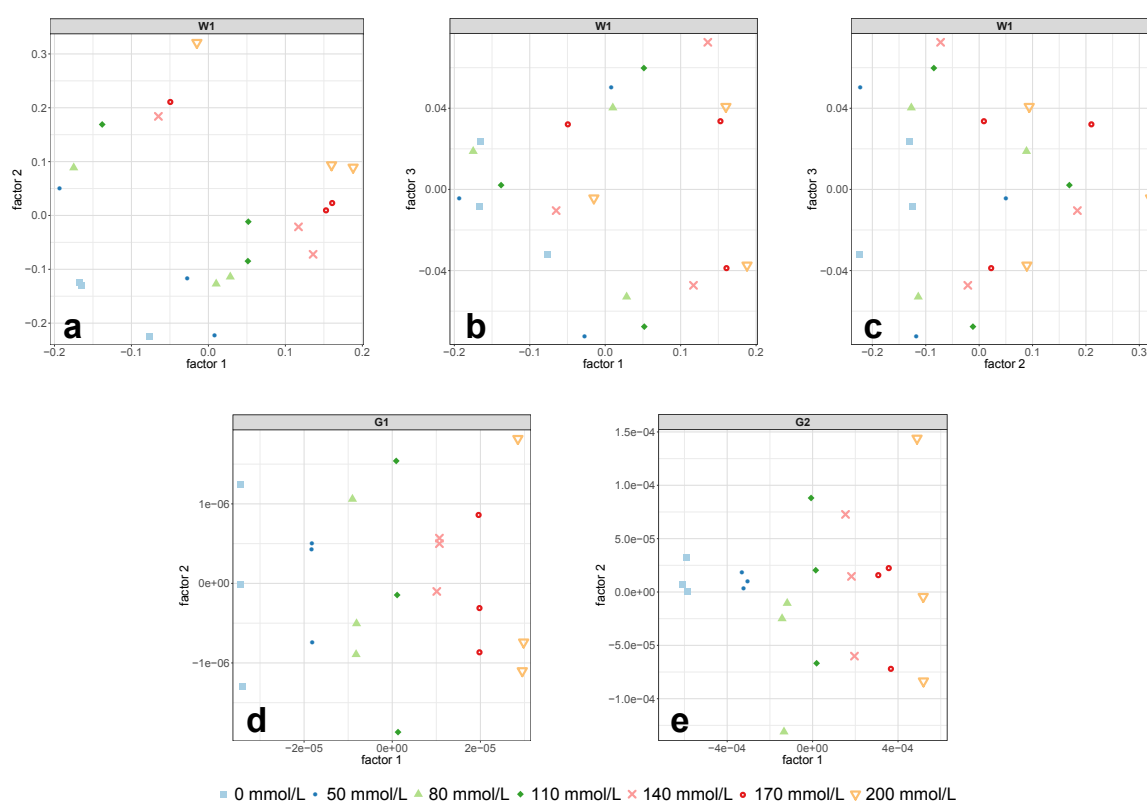 W1
0.3
0.2
0.1
0.0
−0.1
−0.2
factor 2
a
−0.2 −0.1 0.0 0.1 0.2
factor 1
W1
0.04
0.00
−0.04
factor 3
b
−0.2 −0.1 0.0 0.1 0.2
factor 1
W1
0.04
0.00
−0.04
factor 3
c
−0.2 −0.1 0.0 0.1 0.2 0.3
factor 2
G1
1e−06
0e+00
−1e−06
factor 2
d
−2e−05 0e+00 2e−05
factor 1
G2
1.5e−04
1.0e−04
5.0e−05
0.0e+00
−5.0e−05
−1.0e−04
factor 2
e
−4e−04 0e+00 4e−04
factor 1
0 mmol/L 50 mmol/L 80 mmol/L 110 mmol/L 140 mmol/L 170 mmol/L 200 mmol/L